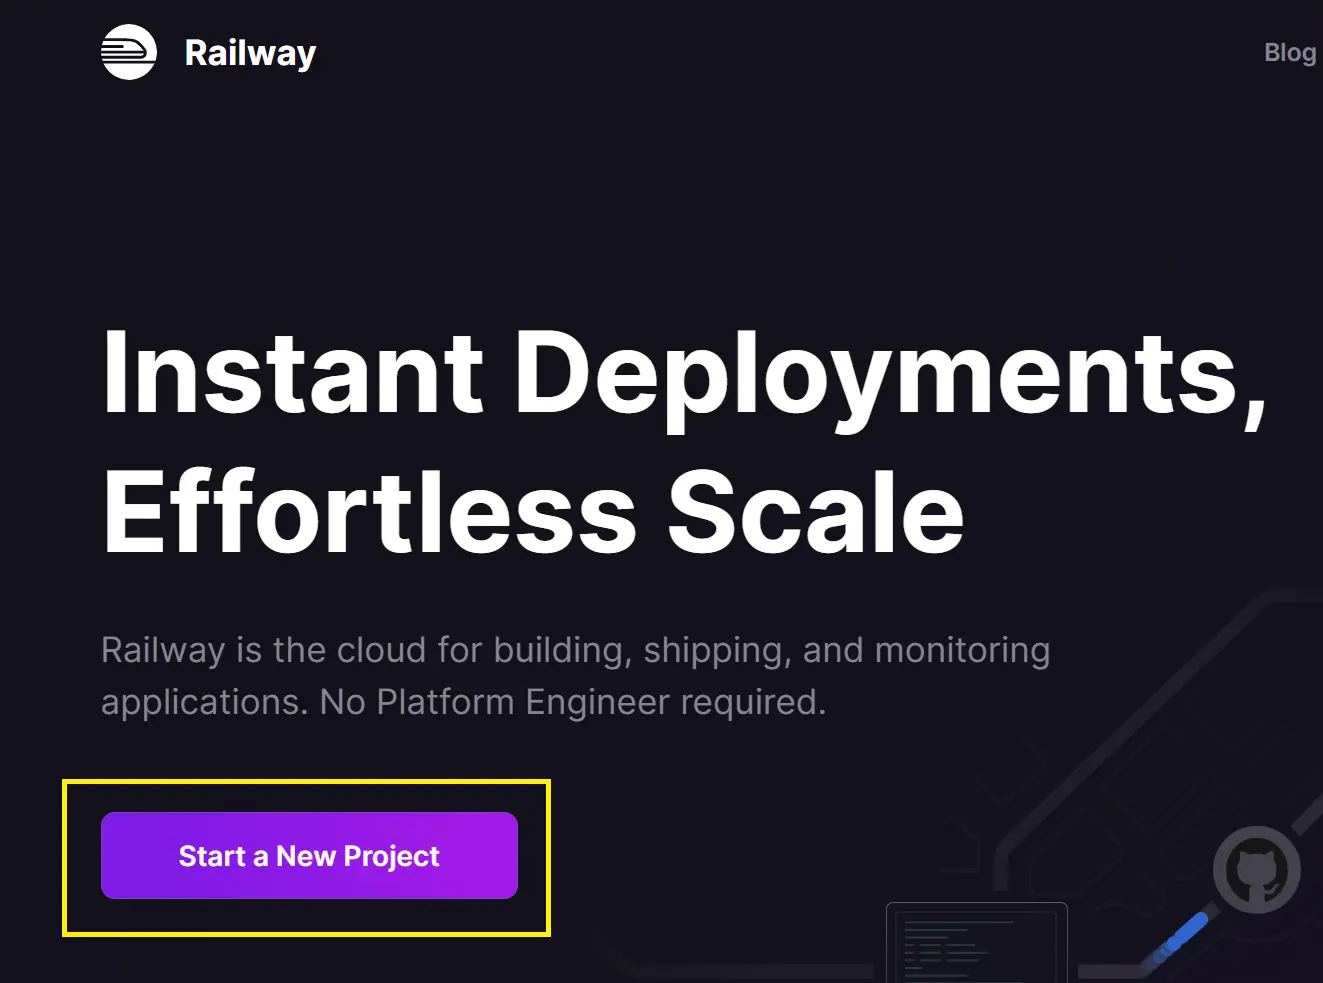 Railway
Blog
Instant Deployments,
Effortless Scale
Railway is the cloud for building, shipping, and monitoring
applications. No Platform Engineer required.
Start a New Project